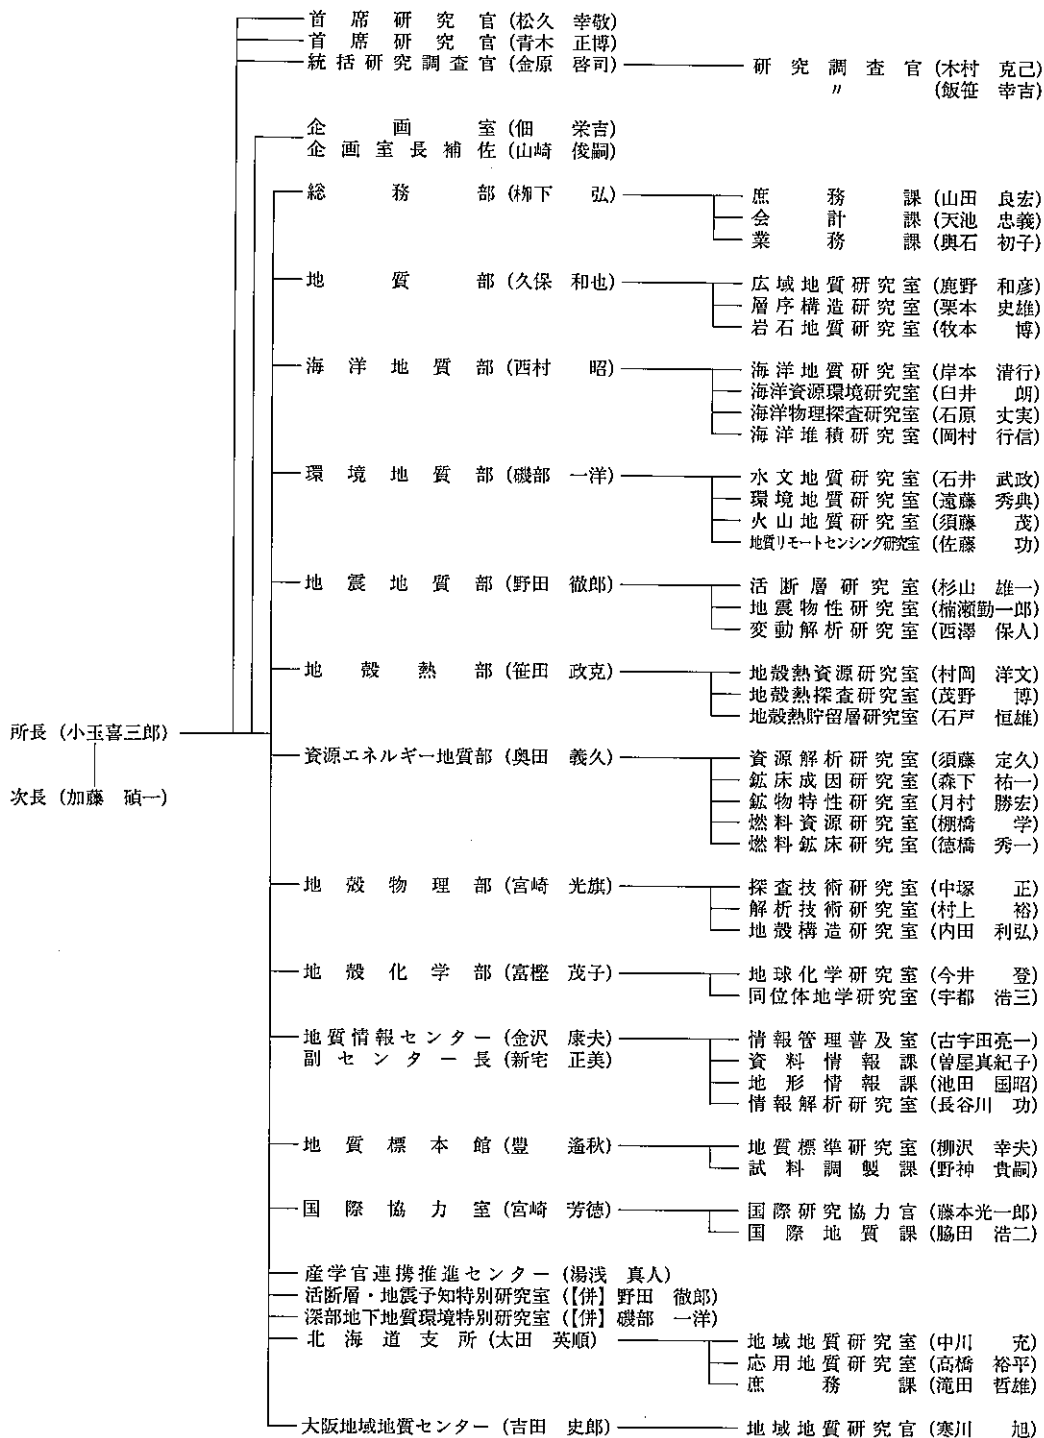 首席研究官 (松久 幸敬)
首席研究官 (青木 正博)
統括研究調査官 (金原 啓司) 研究調査官 (木村 克己)
〃 (飯笹 幸吉)
企画室 (佃 栄吉)
企画室長補佐 (山崎 俊嗣)
総務部 (栁下 弘) 庶務課 (山田 良宏)
会計課 (天池 忠義)
業務課 (輿石 初子)
地質部 (久保 和也) 広域地質研究室 (鹿野 和彦)
層序構造研究室 (栗本 史雄)
岩石地質研究室 (牧本 博)
海洋地質部 (西村 昭) 海洋地質研究室 (岸本 清行)
海洋資源環境研究室 (臼井 朗)
海洋物理探査研究室 (石原 丈実)
海洋堆積研究室 (岡村 行信)
環境地質部 (磯部 一洋) 水文地質研究室 (石井 武政)
環境地質研究室 (遠藤 秀典)
火山地質研究室 (須藤 茂)
地質リモートセンシング研究室 (佐藤 功)
地震地質部 (野田 徹郎) 活断層研究室 (杉山 雄一)
地震物性研究室 (楠瀬勤一郎)
変動解析研究室 (西澤 保人)
地殻熱部 (笹田 政克) 地殻熱資源研究室 (村岡 洋文)
地殻熱探査研究室 (茂野 博)
地殻熱貯留層研究室 (石戸 恒雄)
所長 (小玉喜三郎)
次長 (加藤 碵一)
資源エネルギー地質部 (奥田 義久) 資源解析研究室 (須藤 定久)
鉱床成因研究室 (森下 祐一)
鉱物特性研究室 (月村 勝宏)
燃料資源研究室 (棚橋 学)
燃料鉱床研究室 (徳橋 秀一)
地殻物理部 (宮崎 光旗) 探査技術研究室 (中塚 正)
解析技術研究室 (村上 裕)
地殻構造研究室 (内田 利弘)
地殻化学部 (富樫 茂子) 地球化学研究室 (今井 登)
同位体地学研究室 (宇都 浩三)
地質情報センター (金沢 康夫) 情報管理普及室 (古宇田亮一)
副センター長 (新宅 正美) 資料情報課 (曽屋真紀子)
地形情報課 (池田 国昭)
情報解析研究室 (長谷川 功)
地質標本館 (豊 遙秋) 地質標準研究室 (柳沢 幸夫)
試料調製課 (野神 貴嗣)
国際協力室 (宮崎 芳徳) 国際研究協力官 (藤本光一郎)
国際地質課 (脇田 浩二)
産学官連携推進センター (湯浅 真人)
活断層・地震予知特別研究室 (【併】野田 徹郎)
深部地下地質環境特別研究室 (【併】磯部 一洋)
北海道支所 (太田 英順) 地域地質研究室 (中川 充)
応用地質研究室 (高橋 裕平)
庶務課 (滝田 哲雄)
大阪地域地質センター (吉田 史郎) 地域地質研究官 (寒川 旭)